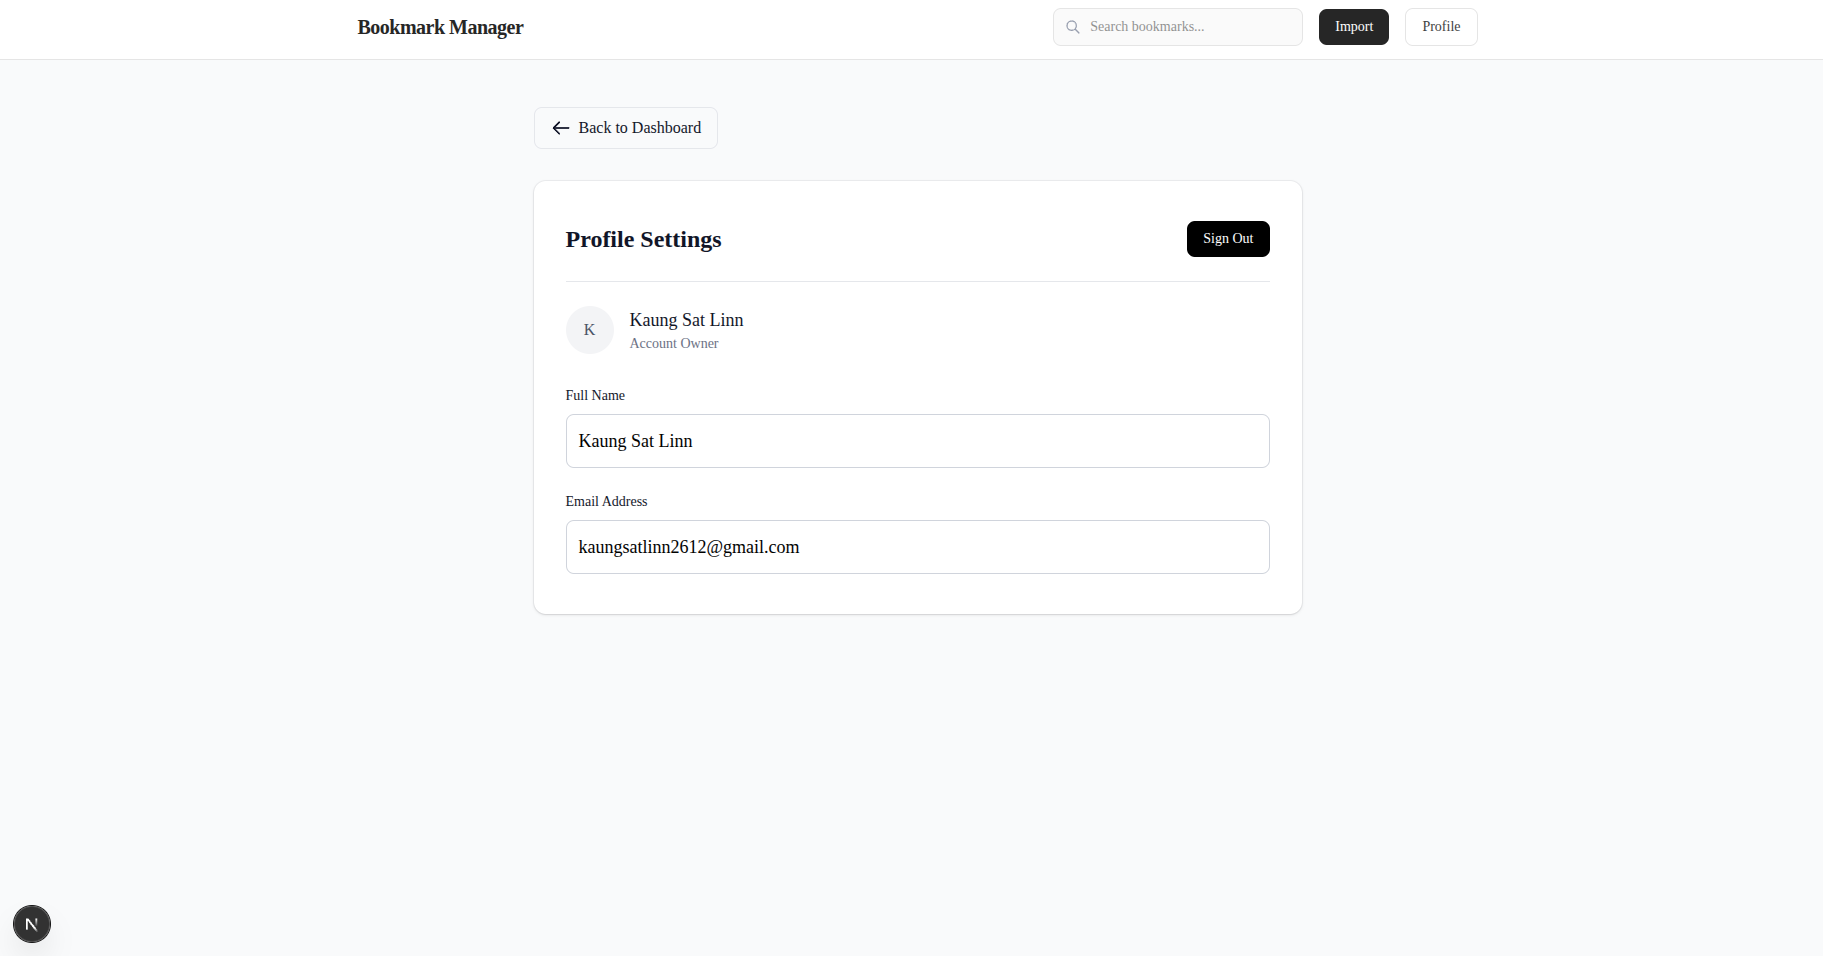 Bookmark Manager
Search bookmarks...
Import
Profile
Back to Dashboard
Profile Settings
Sign Out
K
Kaung Sat Linn
Account Owner
Full Name
Kaung Sat Linn
Email Address
kaungsatlinn2612@gmail.com
N